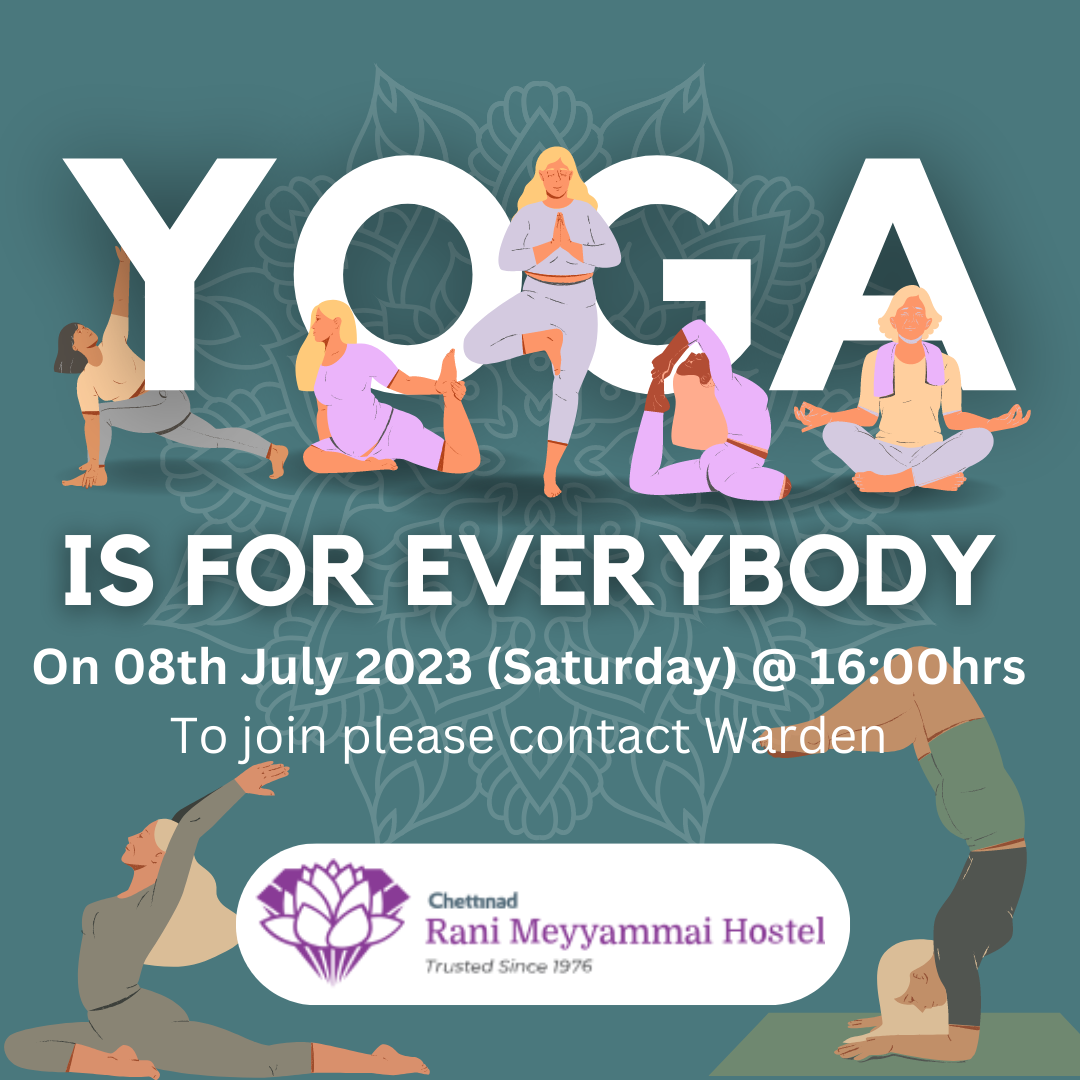 YOGA
IS FOR EVERYBODY
On 08th July 2023 (Saturday) @ 16:00hrs
To join please contact Warden
Chettinad
Rani Meyyammai Hostel
Trusted Since 1976